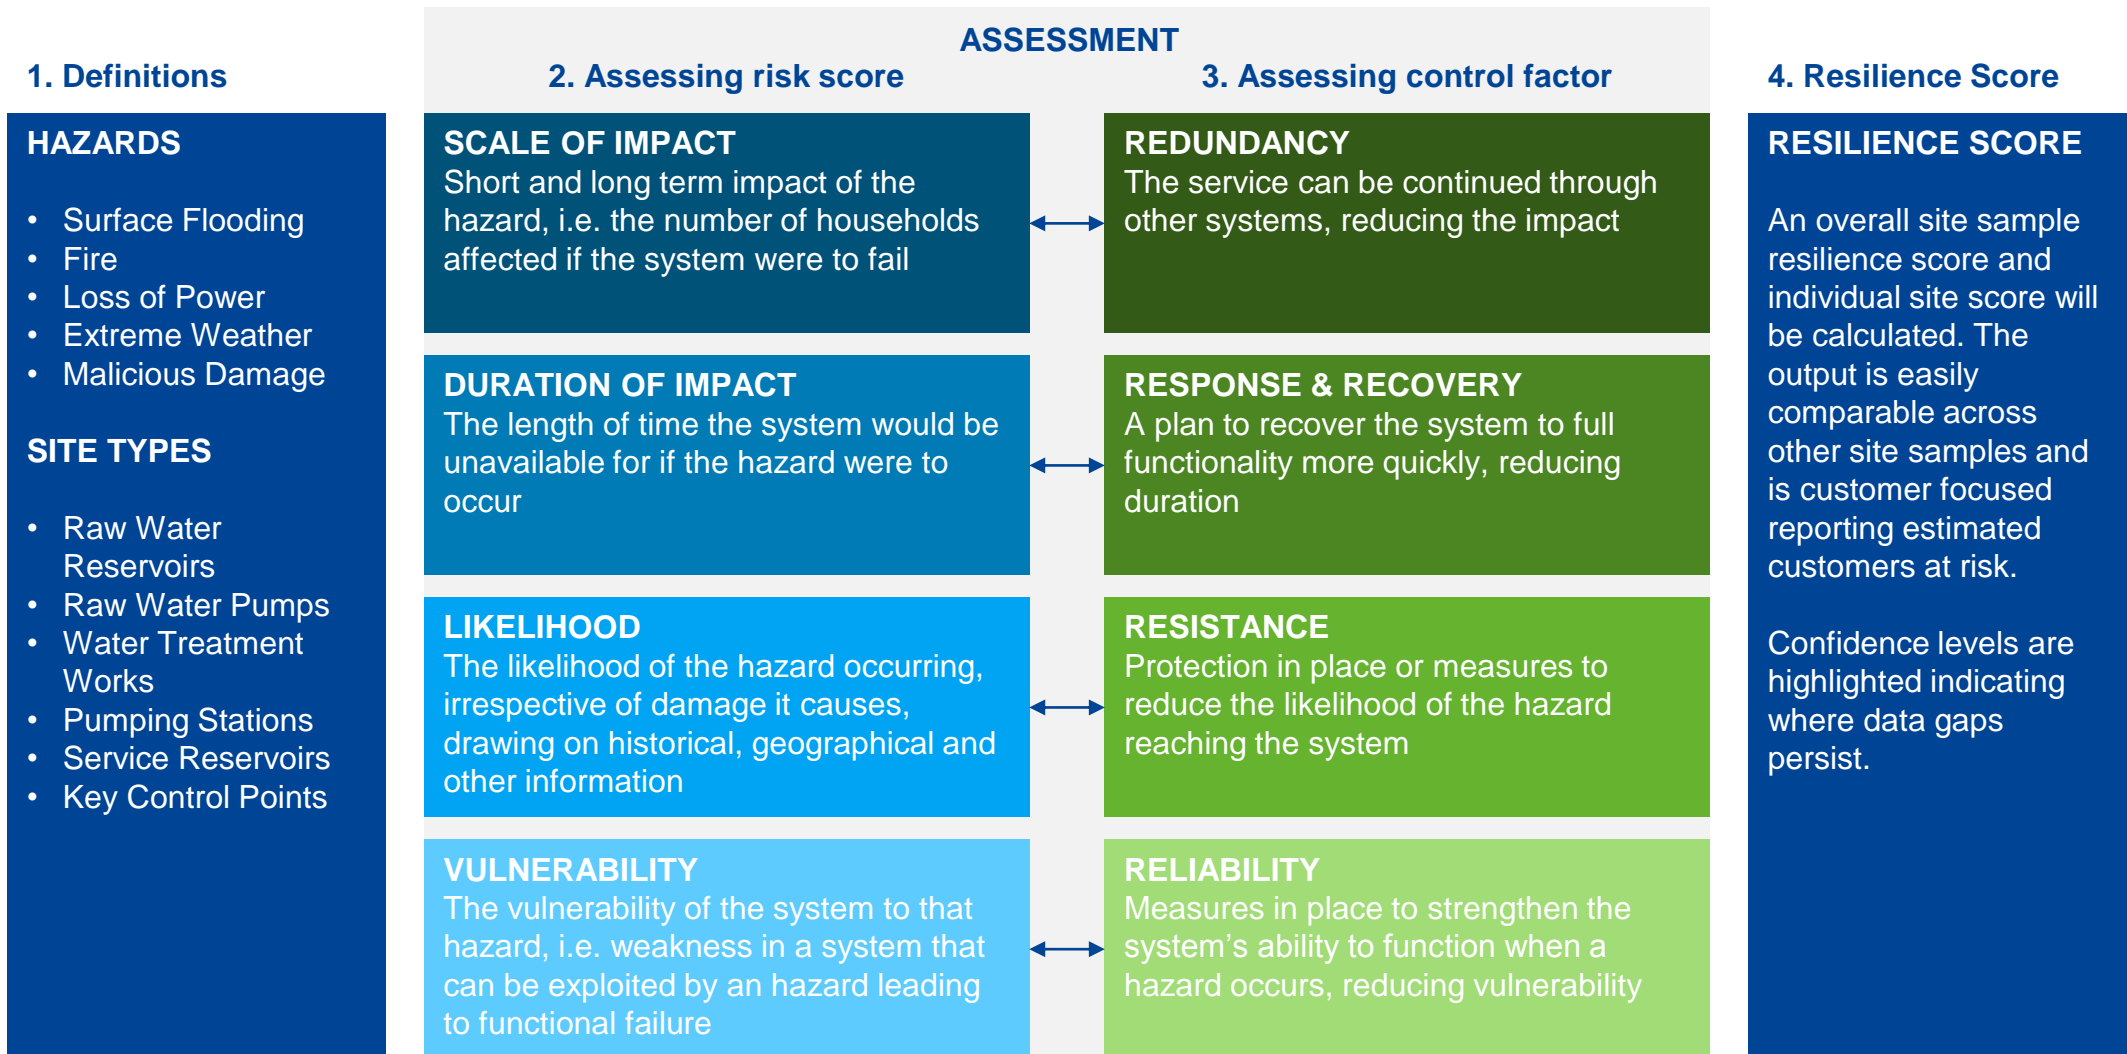 ASSESSMENT
1. Definitions
2. Assessing risk score
3. Assessing control factor
4. Resilience Score
HAZARDS
• Surface Flooding
• Fire
• Loss of Power
• Extreme Weather
• Malicious Damage
SITE TYPES
• Raw Water
Reservoirs
• Raw Water Pumps
• Water Treatment
Works
• Pumping Stations
• Service Reservoirs
• Key Control Points
SCALE OF IMPACT
Short and long term impact of the
hazard, i.e. the number of households
affected if the system were to fail
REDUNDANCY
The service can be continued through
other systems, reducing the impact
DURATION OF IMPACT
The length of time the system would be
unavailable for if the hazard were to
occur
RESPONSE & RECOVERY
A plan to recover the system to full
functionality more quickly, reducing
duration
LIKELIHOOD
The likelihood of the hazard occurring,
irrespective of damage it causes,
drawing on historical, geographical and
other information
RESISTANCE
Protection in place or measures to
reduce the likelihood of the hazard
reaching the system
VULNERABILITY
The vulnerability of the system to that
hazard, i.e. weakness in a system that
can be exploited by an hazard leading
to functional failure
RELIABILITY
Measures in place to strengthen the
system’s ability to function when a
hazard occurs, reducing vulnerability
RESILIENCE SCORE
An overall site sample
resilience score and
individual site score will
be calculated. The
output is easily
comparable across
other site samples and
is customer focused
reporting estimated
customers at risk.
Confidence levels are
highlighted indicating
where data gaps
persist.